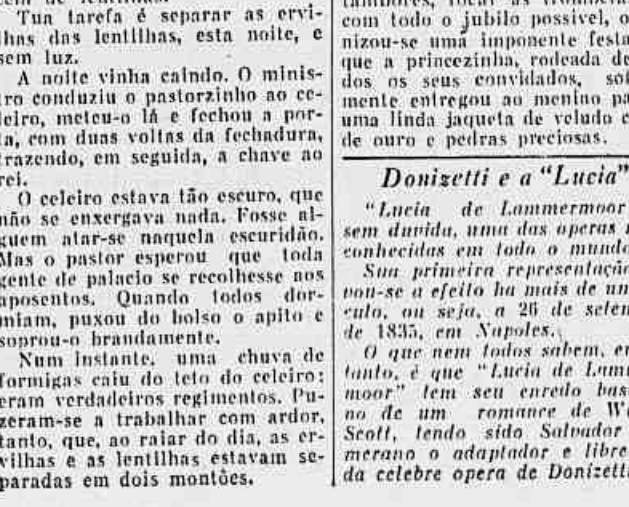 Tua tarefa é separar as ervi-
lhas das lentilhas, esta noite, e
sem luz.
A noite vinha caindo. O minis-
tro conduziu o pastorzinho ao ce-
leiro, meteu-o lá e fechou a por-
ta, com duas voltas da fechadura,
trazendo, em seguida, a chave ao
rei.
O celeiro estava tão escuro, que
não se enxergava nada. Fosse al-
guem atar-se naquela escuridão.
Mas o pastor esperou que toda
gente de palacio se recolhesse nos
aposentos. Quando todos dor-
miam, puxou do bolso o apito e
soprou-o brandamente.
Num instante, uma chuva de
formigas caiu do teto do celeiro:
eram verdadeiros regimentos. Pu-
zeram-se a trabalhar com ardor,
tanto, que, ao raiar do dia, as er-
vilhas e as lentilhas estavam se-
paradas em dois montões.
com todo o jubilo possivel, o
nizou-se uma imponente festa
que a princezinha, rodeada de
dos os seus convidados, sol
mente entregou ao menino pa
uma linda jaqueta de veludo c
de ouro e pedras preciosas.
Donizetti e a "Lucia"
"Lucia de Lammermoor
sem duvida, uma das operas
conhecidas em todo o mundo
Sua primeira representação
vou-se a efeito ha mais de um
culo, ou seja, a 26 de setem
de 1835, em Napoles.
O que nem todos sabem, en
tanto, é que "Lucia de Lamm
moor" tem seu enredo bas
no de um romance de Wa
Scott, tendo sido Salvador
merano o adaptador e libre
da celebre opera de Donizetti